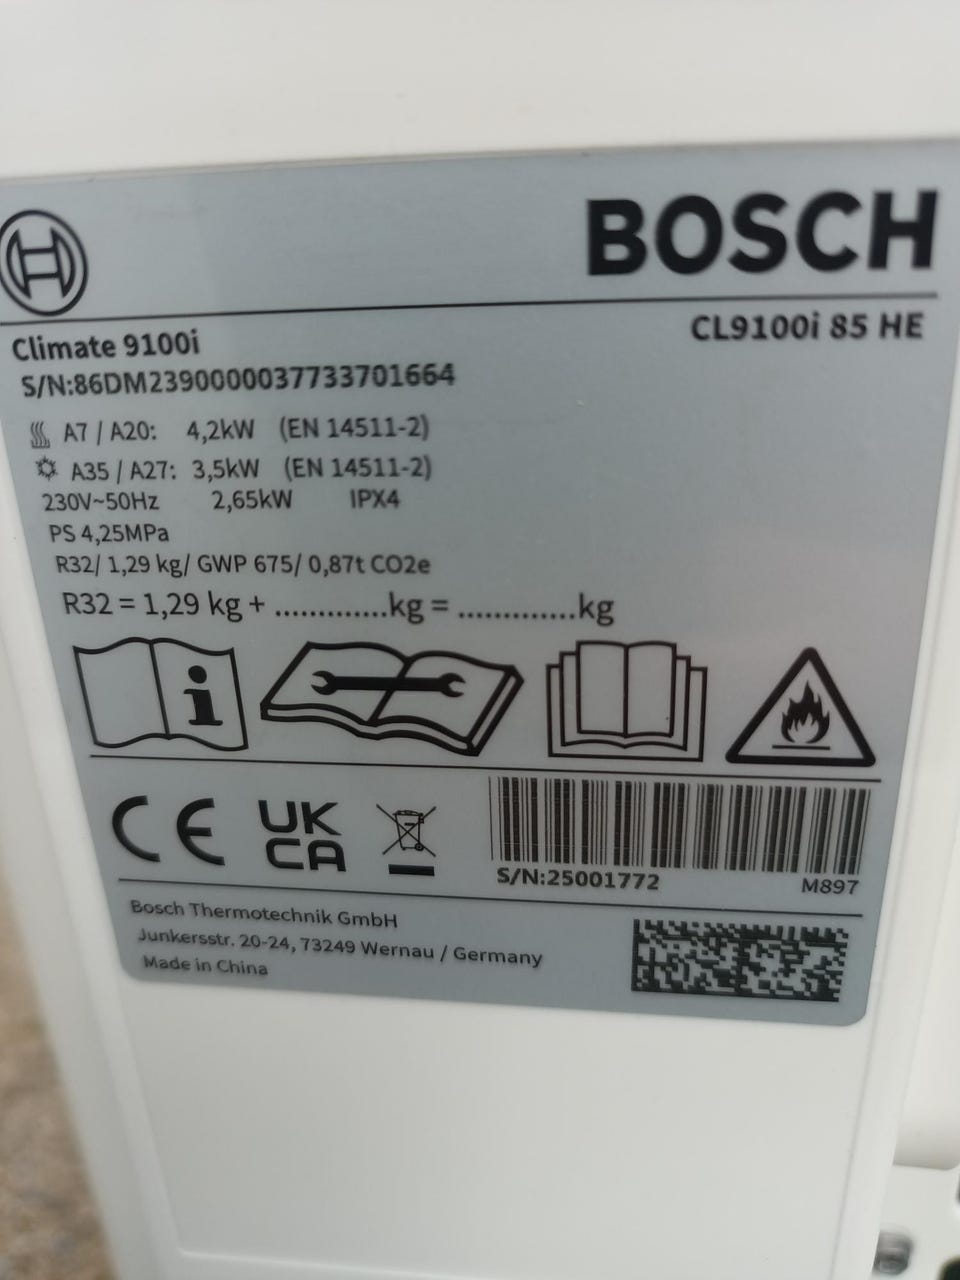 BOSCH
Climate 9100i CL9100i 85 HE
S/N:86DM2390000037733701664
A7 / A20: 4,2kW (EN 14511-2)
A35 / A27: 3,5kW (EN 14511-2)
230V~50Hz 2,65kW IPX4
PS 4,25MPa
R32/ 1,29 kg/ GWP 675/ 0,87t CO2e
R32 = 1,29 kg + .............kg = .............kg
CE UK
CA
S/N:25001772 M897
Bosch Thermotechnik GmbH
Junkersstr. 20-24, 73249 Wernau / Germany
Made in China